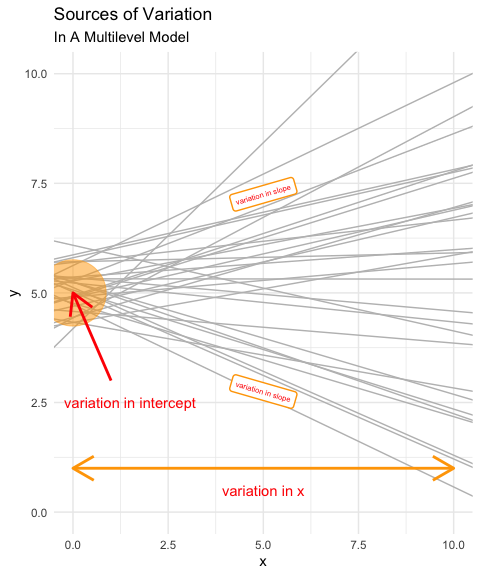 Sources of Variation
In A Multilevel Model
10.0
7.5
variation in slope
y
5.0
variation in slope
2.5
variation in intercept
variation in x
0.0
0.0 2.5 5.0 7.5 10.0
x